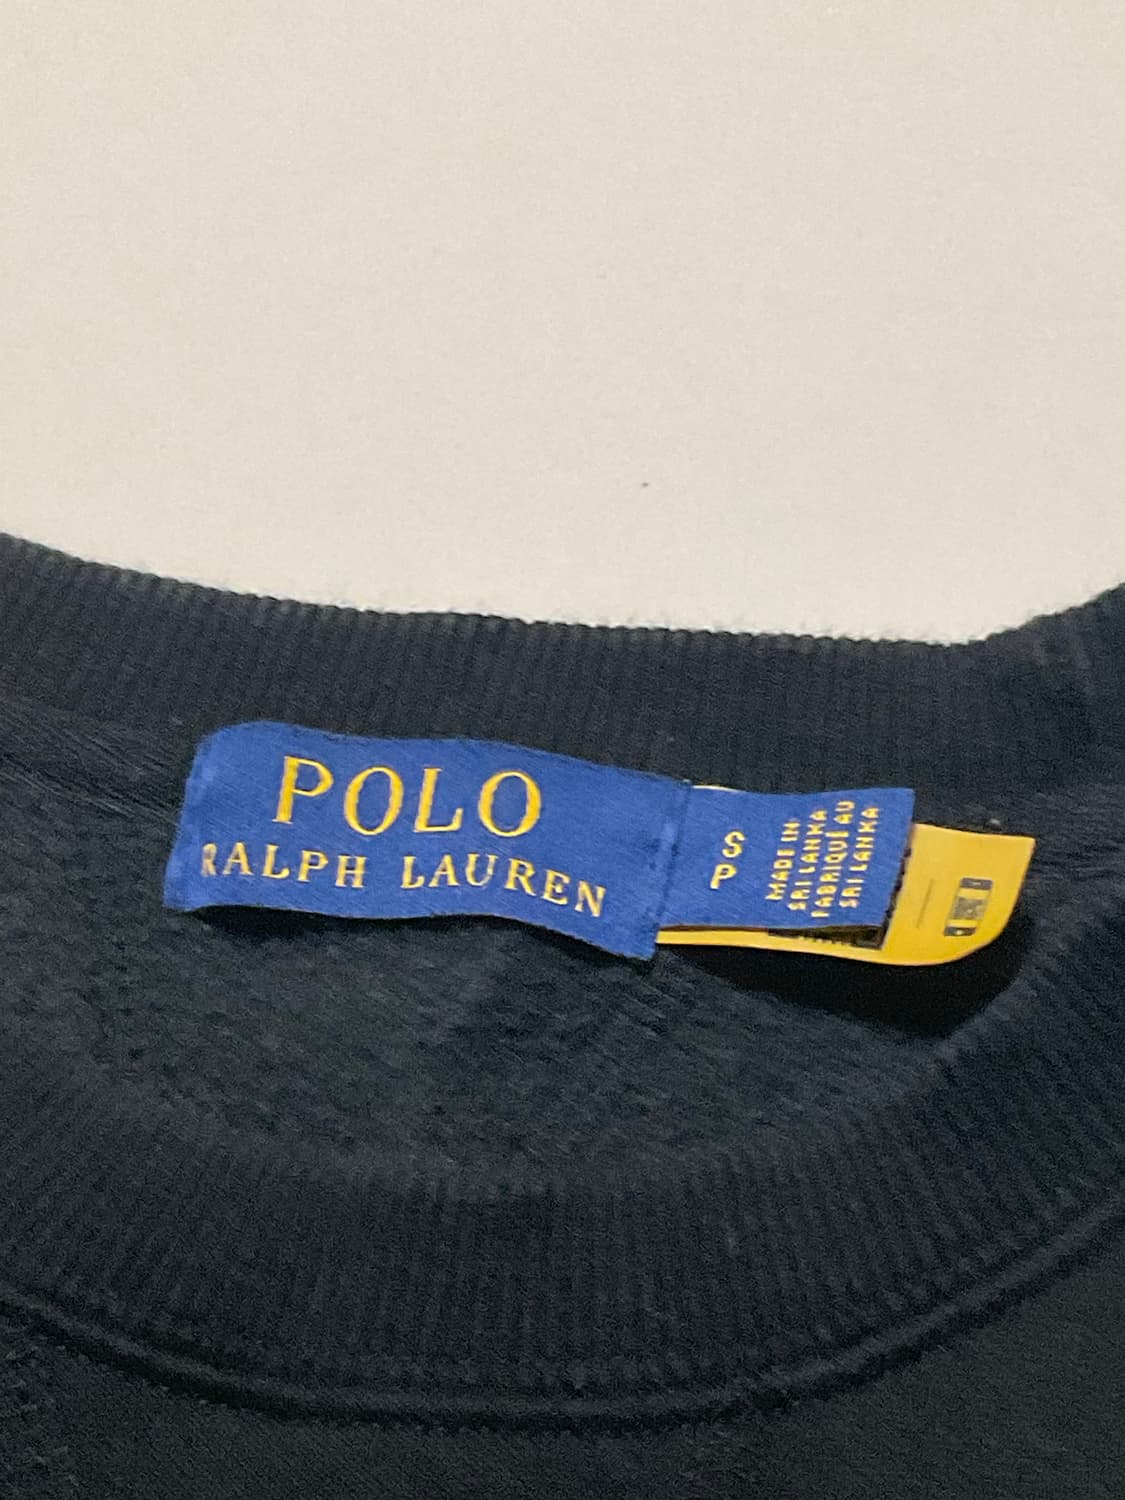 POLO
RALPH LAUREN
S
P
MADE IN
SRI LANKA
FABRIQUÉ AU
SRI LANKA